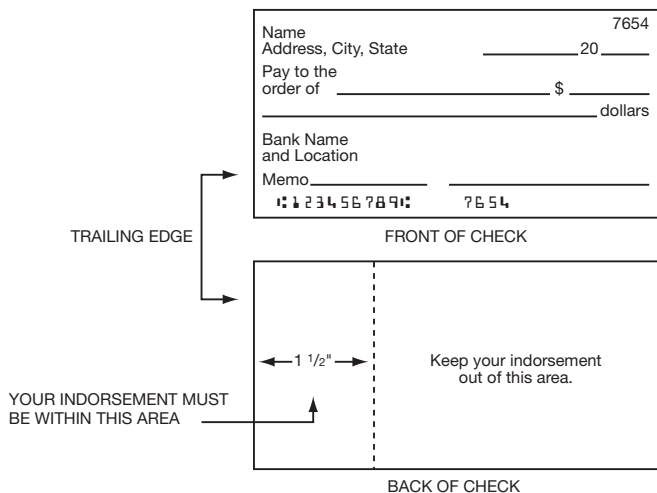 7654
Name
Address, City, State 20
Pay to the
order of $
dollars
Bank Name
and Location
Memo
⑆123456789⑆ 7654
TRAILING EDGE
FRONT OF CHECK
1 1/2"
Keep your indorsement
out of this area.
YOUR INDORSEMENT MUST
BE WITHIN THIS AREA
BACK OF CHECK